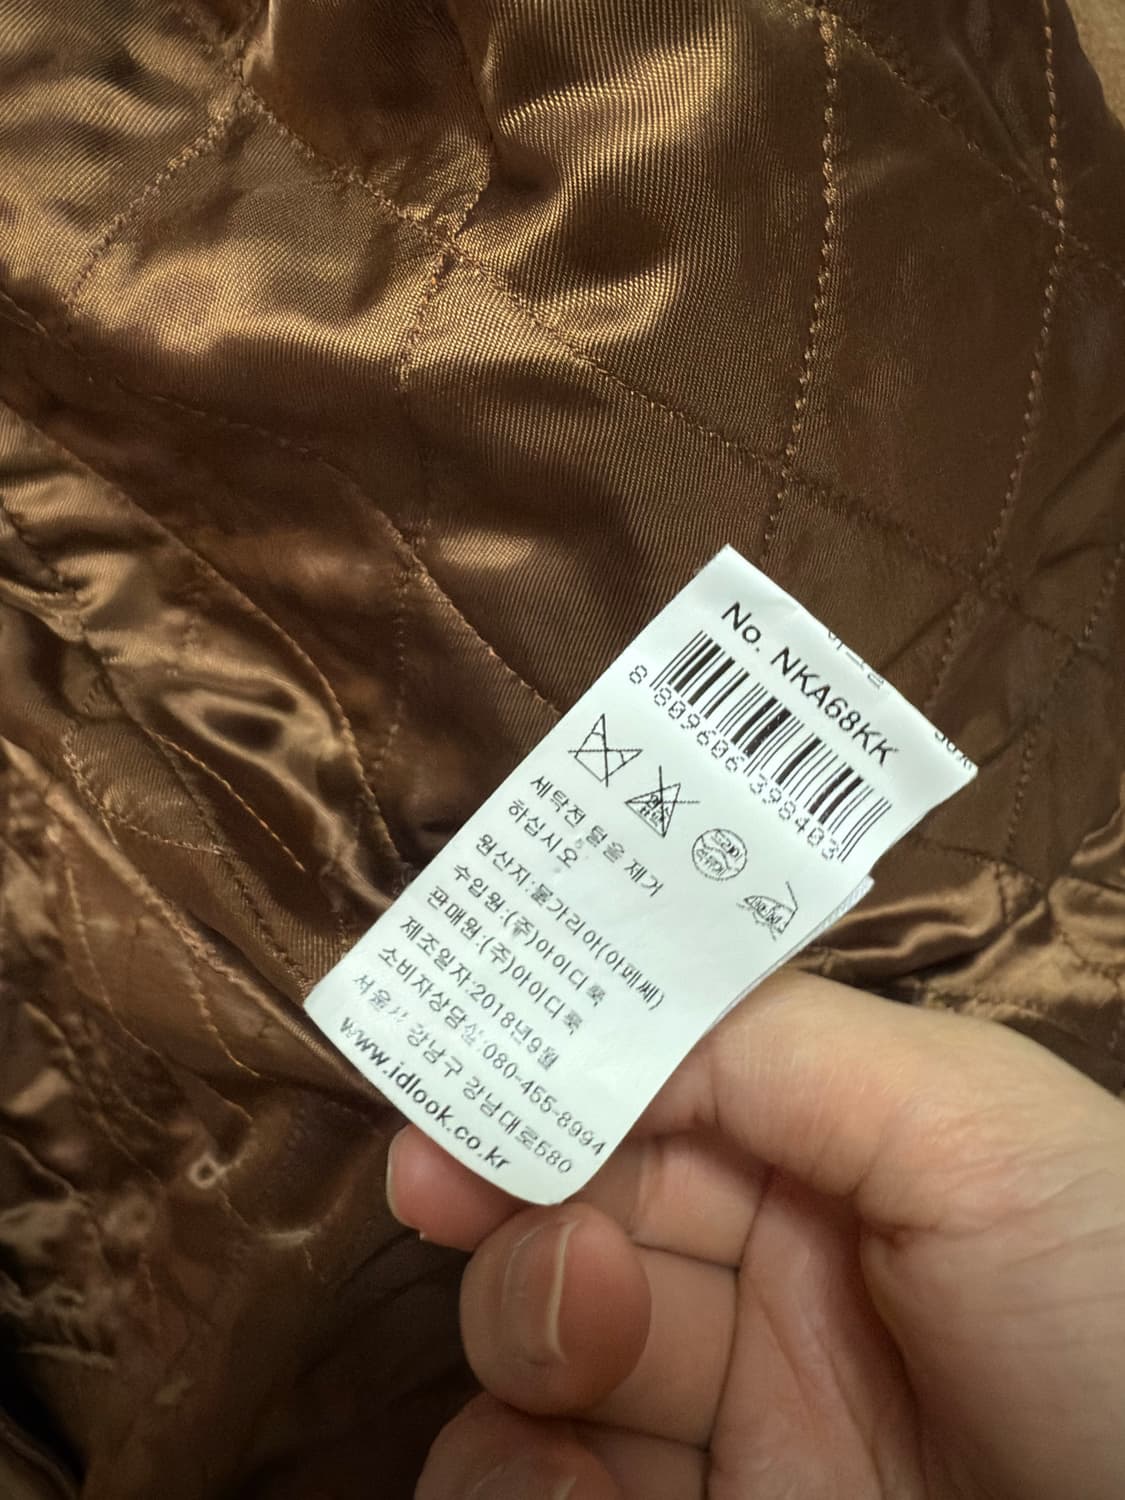 No. NKA68KK
8 809606 398403
세탁전 털을 제거
하십시오
원산지:불가리아(아페쎄)
수입원:(주)아이디룩
판매원:(주)아이디룩
제조일자:2018년9월
소비자상담실:080-455-8994
서울시 강남구 강남대로580
www.idlook.co.kr